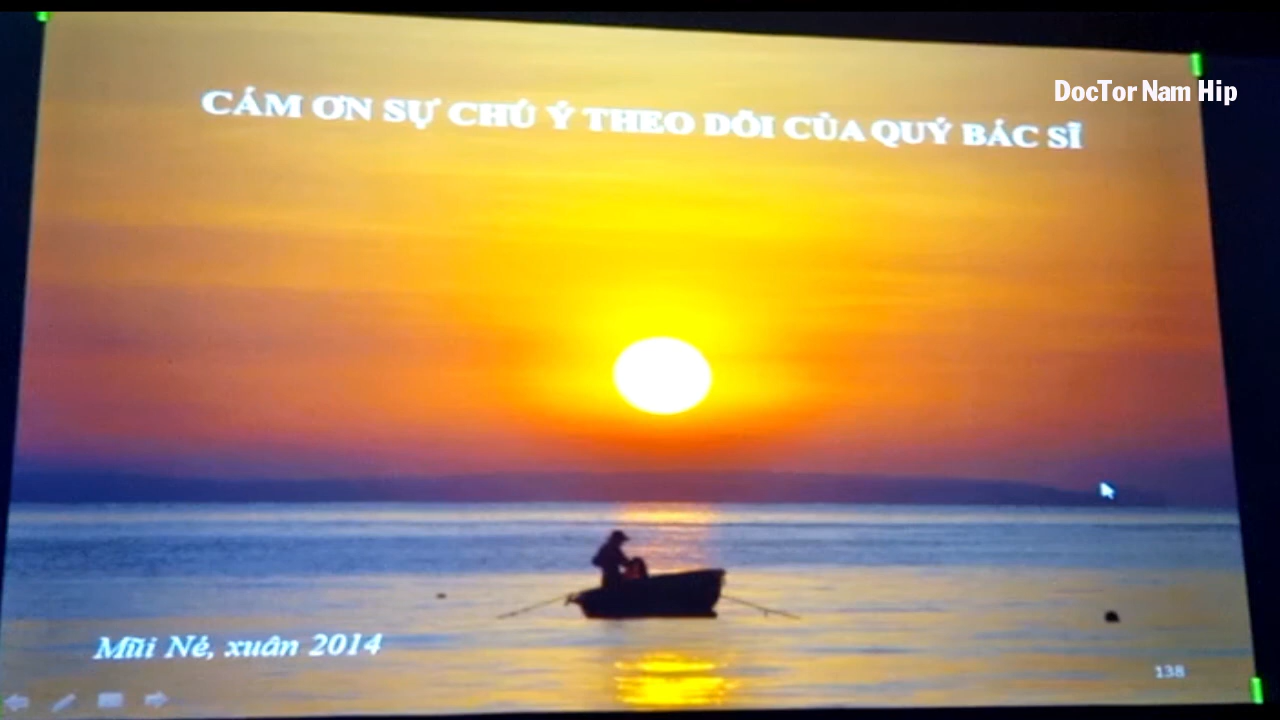 DocTor Nam Hip
CÁM ƠN SỰ CHÚ Ý THEO DÕI CỦA QUÝ BÁC SĨ
Mũi Né, xuân 2014
138